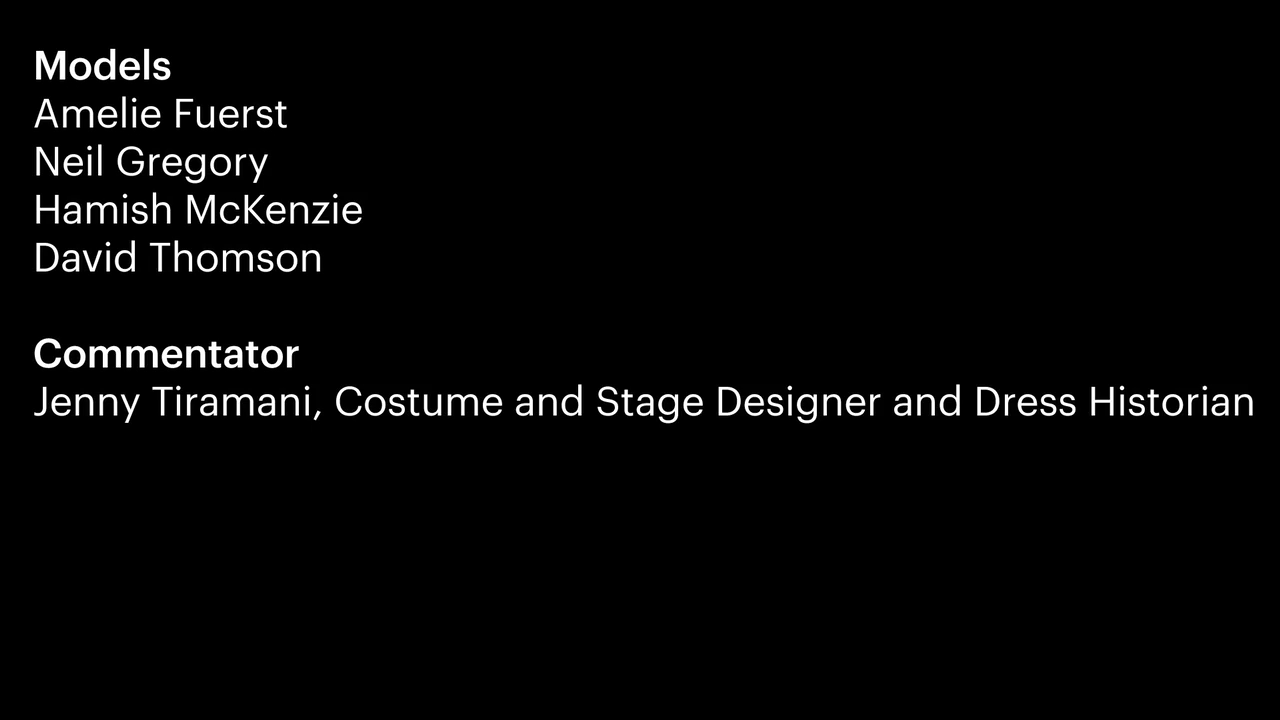 Models
Amelie Fuerst
Neil Gregory
Hamish McKenzie
David Thomson
Commentator
Jenny Tiramani, Costume and Stage Designer and Dress Historian